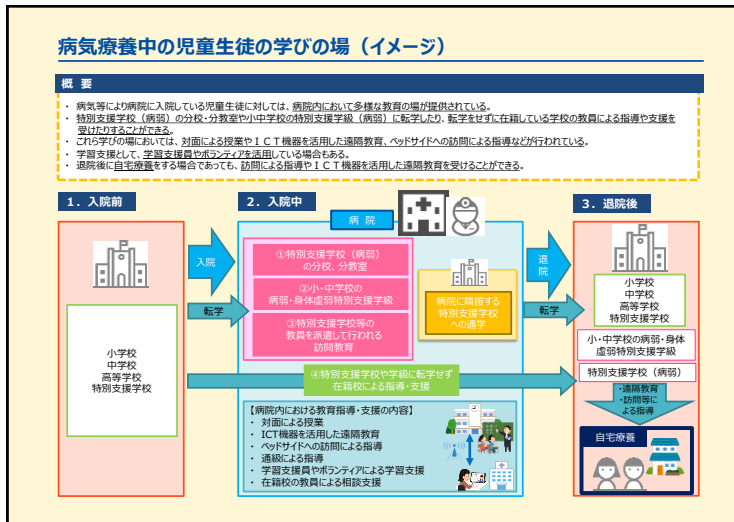 病気療養中の児童生徒の学びの場（イメージ）
概 要
・ 病気等により病院に入院している児童生徒に対しては、病院内において多様な教育の場が提供されている。
・ 特別支援学校（病弱）の分校・分教室や小中学校の特別支援学級（病弱）に転学したり、転学をせずに在籍している学校の教員による指導や支援を
受けたりすることができる。
・ これら学びの場においては、対面による授業やＩＣＴ機器を活用した遠隔教育、ベッドサイドへの訪問による指導などが行われている。
・ 学習支援として、学習支援員やボランティアを活用している場合もある。
・ 退院後に自宅療養をする場合であっても、訪問による指導やＩＣＴ機器を活用した遠隔教育を受けることができる。
1．入院前
小学校
中学校
高等学校
特別支援学校
入院
転学
2．入院中
病 院
①特別支援学校（病弱）
の分校、分教室
②小・中学校の
病弱・身体虚弱特別支援学級
③特別支援学校等の
教員を派遣して行われる
訪問教育
病院に隣接する
特別支援学校
への通学
④特別支援学校や学級に転学せず
在籍校による指導・支援
【病院内における教育指導・支援の内容】
・ 対面による授業
・ ICT機器を活用した遠隔教育
・ ベッドサイドへの訪問による指導
・ 通級による指導
・ 学習支援員やボランティアによる学習支援
・ 在籍校の教員による相談支援
退院
転学
3．退院後
小学校
中学校
高等学校
特別支援学校
小・中学校の病弱・身体
虚弱特別支援学級
特別支援学校（病弱）
・遠隔教育
・訪問等に
よる指導
自宅療養